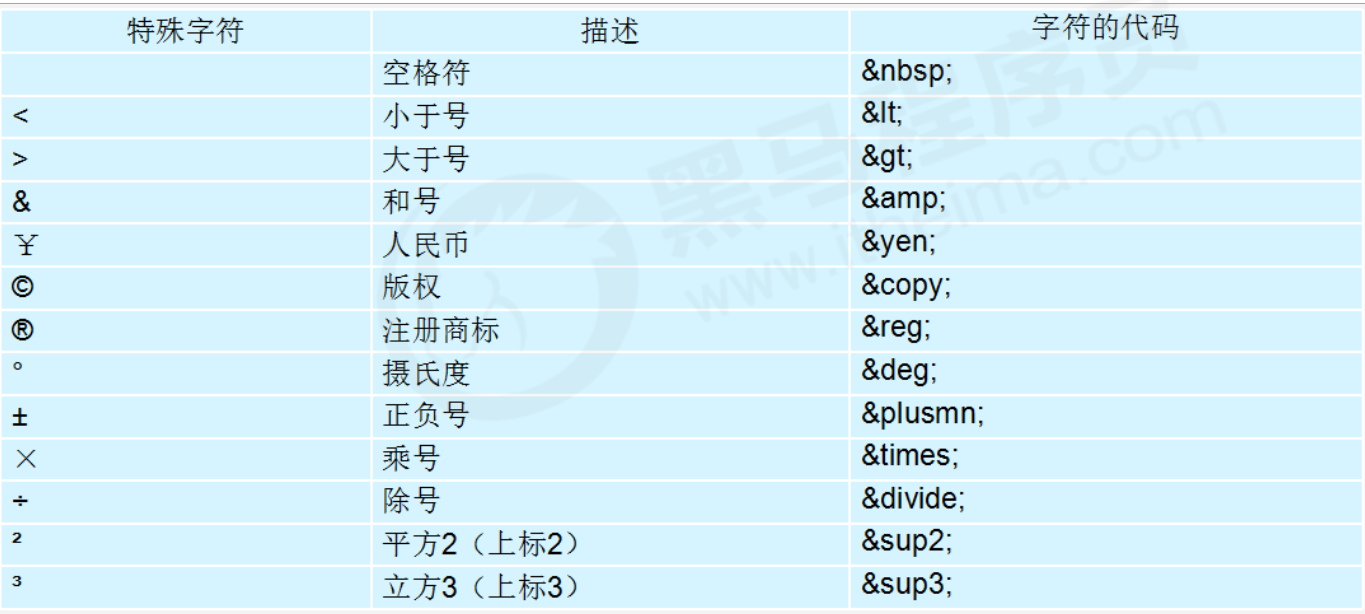 特殊字符 描述 字符的代码
空格符 &nbsp;
< 小于号 &lt;
> 大于号 &gt;
& 和号 &amp;
￥ 人民币 &yen;
© 版权 &copy;
® 注册商标 &reg;
° 摄氏度 &deg;
± 正负号 &plusmn;
× 乘号 &times;
÷ 除号 &divide;
² 平方2（上标2） &sup2;
³ 立方3（上标3） &sup3;
黑马程序员
www.itheima.com